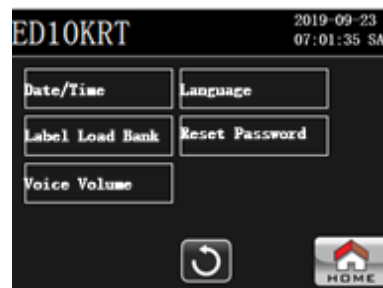 ED10KRT
2019-09-23
07:01:35 SA
Date/Time
Language
Label Load Bank
Reset Password
Voice Volume
HOME